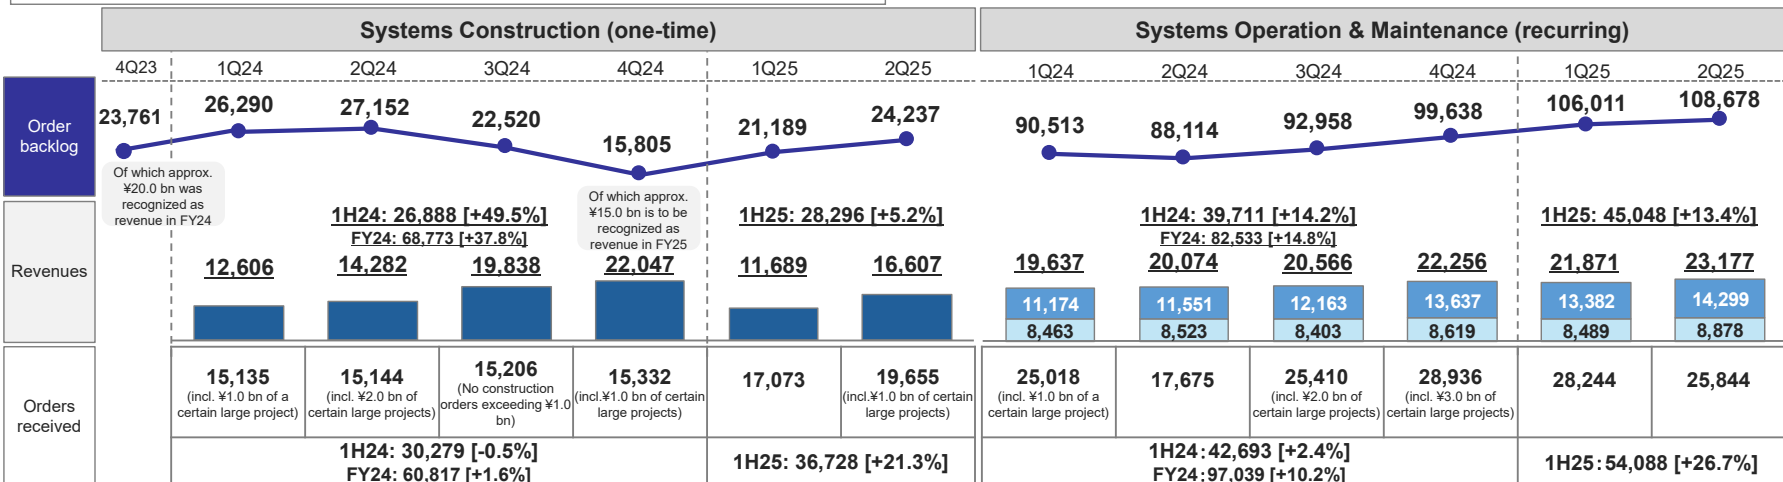 Systems Construction (one-time)
Systems Operation & Maintenance (recurring)
4Q23 1Q24 2Q24 3Q24 4Q24 1Q25 2Q25
1Q24 2Q24 3Q24 4Q24 1Q25 2Q25
Order
backlog
23,761 26,290 27,152 22,520 15,805 21,189 24,237
90,513 88,114 92,958 99,638 106,011 108,678
Of which approx.
¥20.0 bn was
recognized as
revenue in FY24
Of which approx.
¥15.0 bn is to be
recognized as
revenue in FY25
Revenues
1H24: 26,888 [+49.5%]
FY24: 68,773 [+37.8%]
1H25: 28,296 [+5.2%]
1H24: 39,711 [+14.2%]
FY24: 82,533 [+14.8%]
1H25: 45,048 [+13.4%]
12,606 14,282 19,838 22,047 11,689 16,607
19,637 20,074 20,566 22,256 21,871 23,177
11,174 11,551 12,163 13,637 13,382 14,299
8,463 8,523 8,403 8,619 8,489 8,878
Orders
received
15,135
(incl. ¥1.0 bn of a
certain large project)
15,144
(incl. ¥2.0 bn of
certain large projects)
15,206
(No construction
orders exceeding ¥1.0
bn)
15,332
(incl.¥1.0 bn of certain
large projects)
17,073
19,655
(incl.¥1.0 bn of certain
large projects)
25,018
(incl. ¥1.0 bn of a
certain large project)
17,675
25,410
(incl. ¥2.0 bn of
certain large projects)
28,936
(incl. ¥3.0 bn of
certain large projects)
28,244
25,844
1H24: 30,279 [-0.5%]
FY24: 60,817 [+1.6%]
1H25: 36,728 [+21.3%]
1H24:42,693 [+2.4%]
FY24:97,039 [+10.2%]
1H25:54,088 [+26.7%]